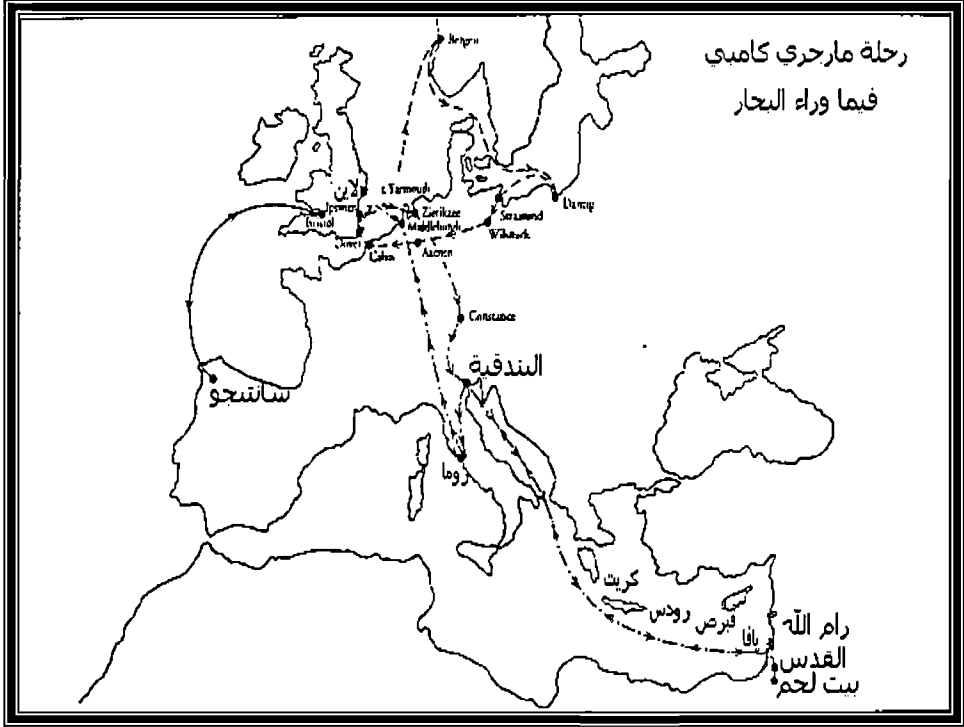 رحلة مارجري كامبي
فيما وراء البحار
Bergen
لاين
Yarmouth
Ipswich
Bristol
Zierikzee
Middleburgh
Stralsund
Danzig
Wilsnack
Dover
Calais
Aachen
Constance
البندقية
سانتيجو
روما
كريت
رودس
قبرص
يافا
رام الله
القدس
بيت لحم